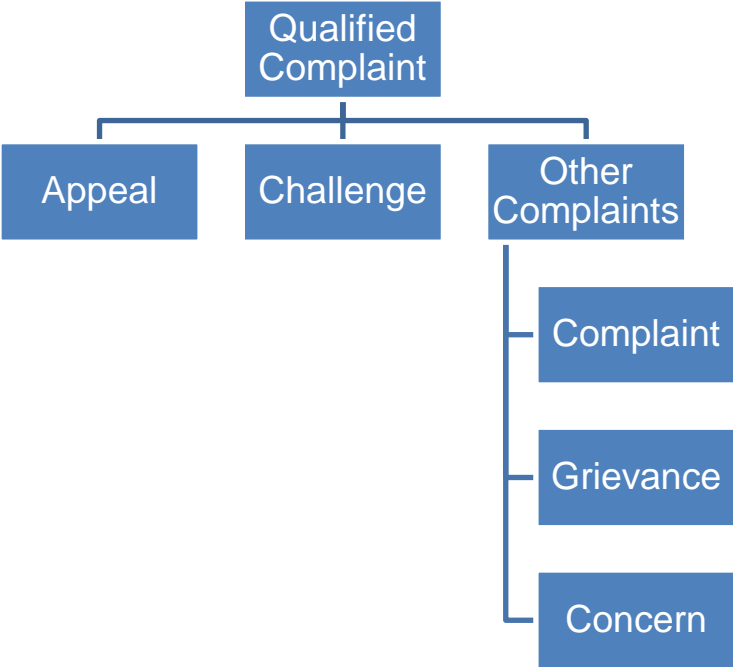 Qualified
Complaint
Appeal
Challenge
Other
Complaints
Complaint
Grievance
Concern